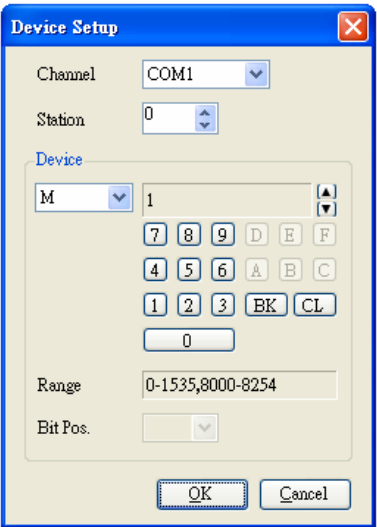 Device Setup
Channel COM1
Station 0
Device
M 1
7 8 9 D E F
4 5 6 A B C
1 2 3 BK CL
0
Range 0-1535,8000-8254
Bit Pos.
OK Cancel